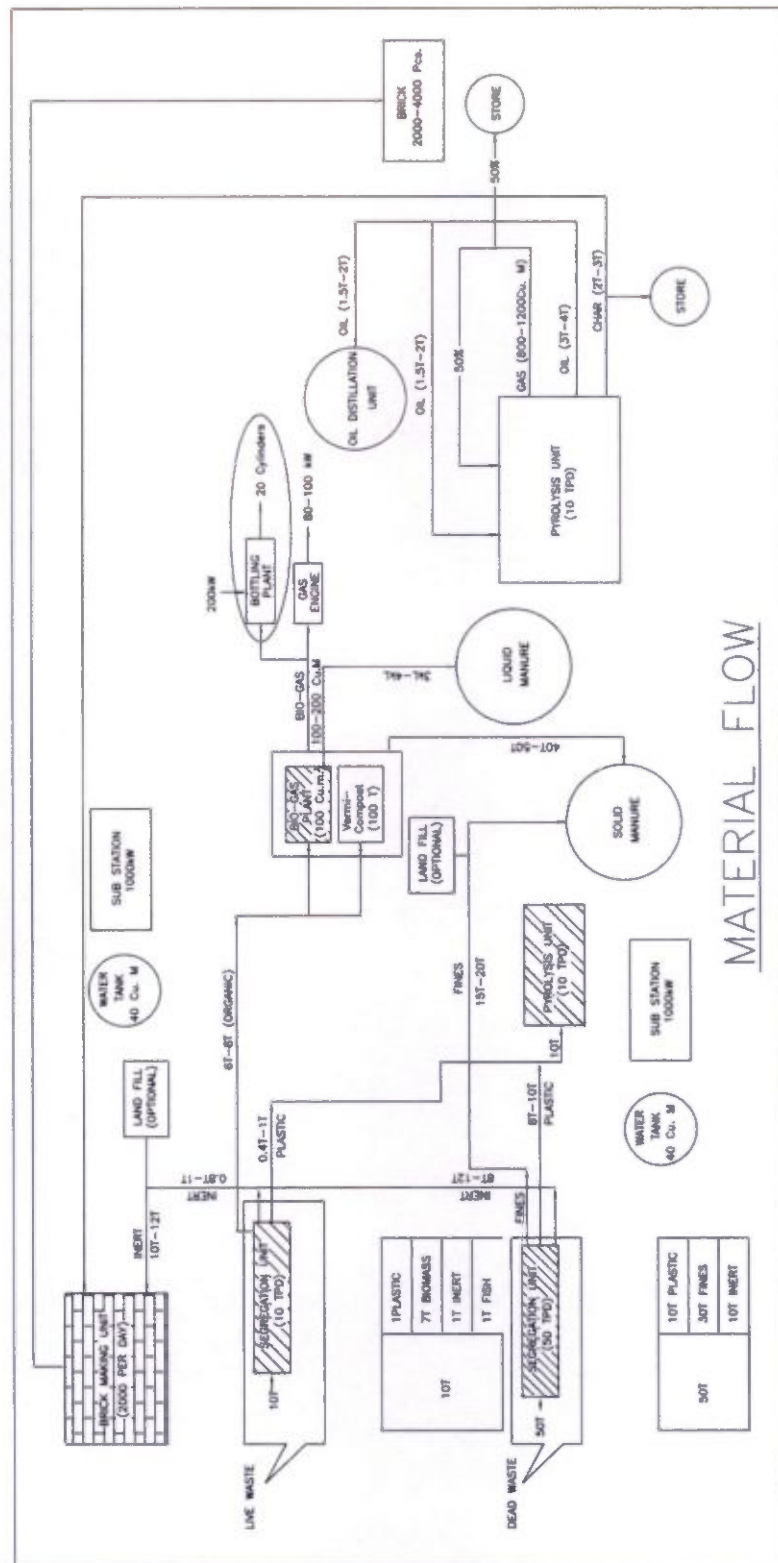 BRICK MAKING UNIT
(2000 PER DAY)
INERT
10T-12T
LAND FILL
(OPTIONAL)
WATER
TANK
40 Cu. M
SUB STATION
1000kW
BRICK
2000-4000 Pcs.
LIVE WASTE
10T
SEGREGATION UNIT
(10 TPD)
INERT
0.8T-1T
0.4T-1T
PLASTIC
6T-8T (ORGANIC)
BIO-GAS
PLANT
(100 Cu.m.)
Vermi-
Compost
(100 T)
BIO-GAS
100-200 Cu.M
200kW
BOTTLING
PLANT
20 Cylinders
GAS
ENGINE
80-100 kW
10T
1PLASTIC
7T BIOMASS
1T INERT
1T FISH
INERT
8T-12T
LAND FILL
(OPTIONAL)
LIQUID
MANURE
40T-50T
OIL DISTILLATION
UNIT
OIL (1.5T-2T)
OIL (1.5T-2T)
50%
50%
STORE
GAS (800-1200Cu. M)
OIL (3T-4T)
CHAR (2T-3T)
STORE
PYROLYSIS UNIT
(10 TPD)
DEAD WASTE
50T
SEGREGATION UNIT
(50 TPD)
FINES
8T-10T
PLASTIC
FINES
15T-20T
10T
PYROLYSIS UNIT
(10 TPD)
SOLID
MANURE
50T
10T PLASTIC
30T FINES
10T INERT
WATER
TANK
40 Cu. M
SUB STATION
1000kW
MATERIAL FLOW